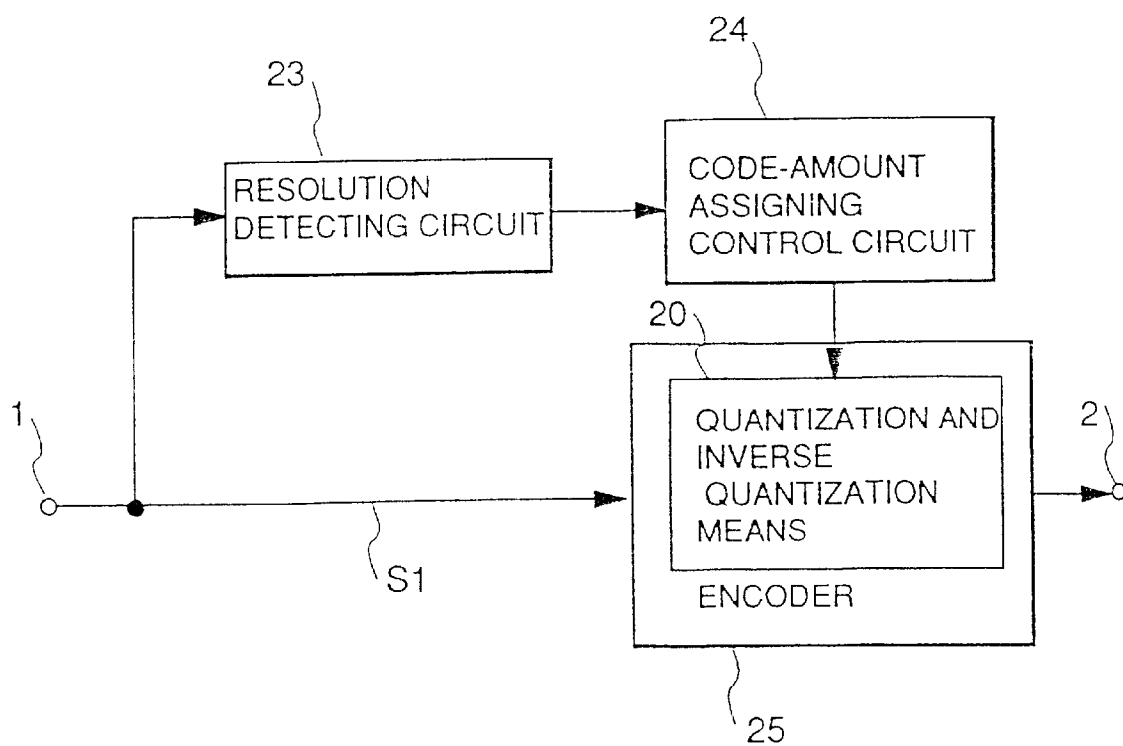 24
23
CODE-AMOUNT
ASSIGNING
CONTROL CIRCUIT
RESOLUTION
DETECTING CIRCUIT
20
1
QUANTIZATION AND
INVERSE
QUANTIZATION
MEANS
2
S1
ENCODER
25